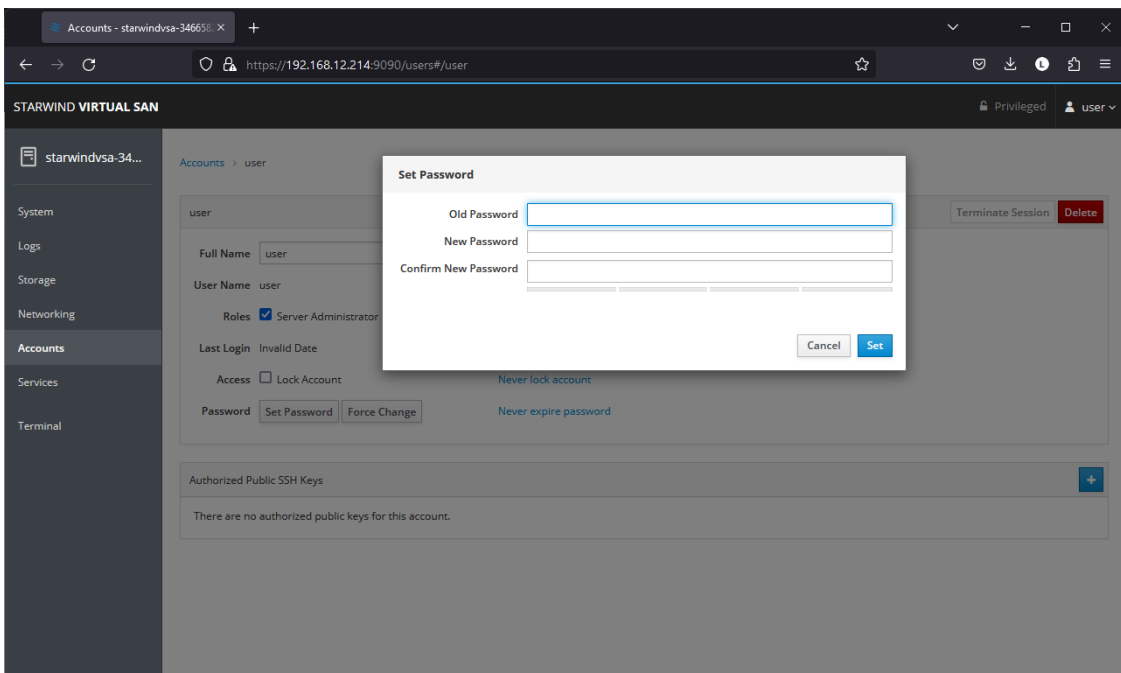 Accounts - starwindvsa-346658
https://192.168.12.214:9090/users#/user
STARWIND VIRTUAL SAN
Privileged
user
starwindvsa-34...
System
Logs
Storage
Networking
Accounts
Services
Terminal
Accounts > user
user
Terminate Session
Delete
Full Name user
User Name user
Roles Server Administrator
Last Login Invalid Date
Access Lock Account Never lock account
Password Set Password Force Change Never expire password
Set Password
Old Password
New Password
Confirm New Password
Cancel Set
Authorized Public SSH Keys
There are no authorized public keys for this account.